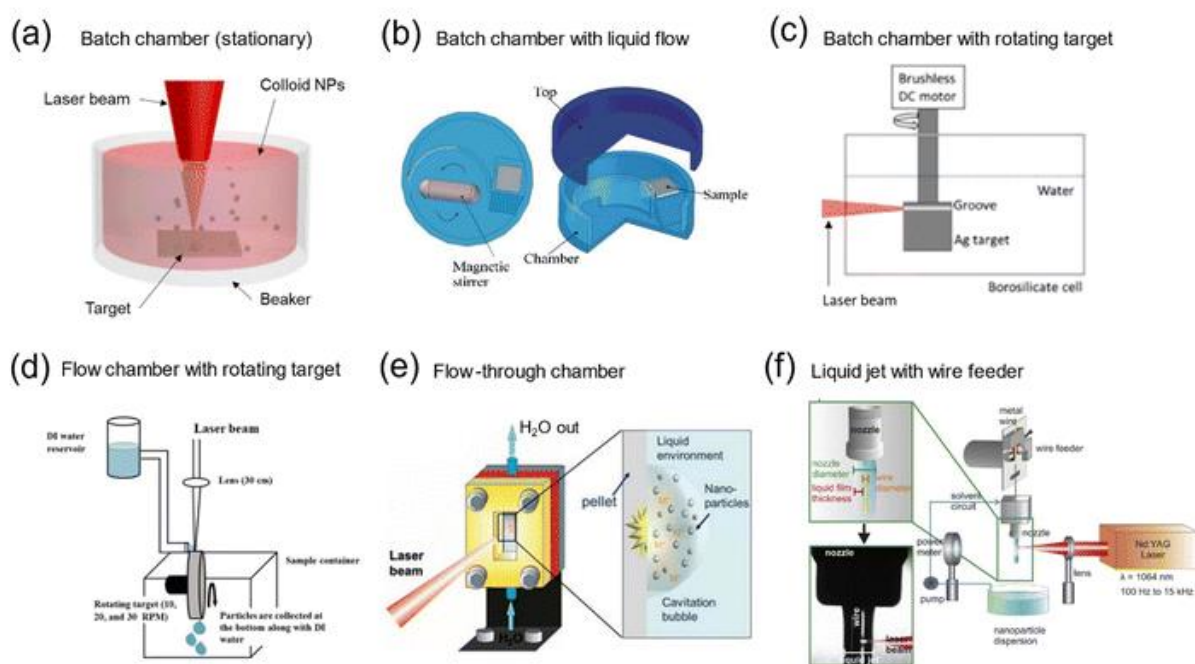 (a) Batch chamber (stationary)
Laser beam
Colloid NPs
Target
Beaker
(b) Batch chamber with liquid flow
Top
Sample
Magnetic
stirrer
Chamber
(c) Batch chamber with rotating target
Brushless
DC motor
Water
Groove
Ag target
Laser beam
Borosilicate cell
(d) Flow chamber with rotating target
DI water
reservoir
Laser beam
Lens (30 cm)
Sample container
Rotating target (10,
20, and 30 RPM)
Particles are collected at
the bottom along with DI
water
(e) Flow-through chamber
H₂O out
Laser
beam
H₂O
pellet
Liquid
environment
Nano-
particles
Cavitation
bubble
(f) Liquid jet with wire feeder
nozzle
nozzle
diameter
wire
diameter
liquid film
thickness
nozzle
wire
laser
beam
liquid jet
metal
wire
wire feeder
solvent
circuit
nozzle
power
meter
pump
lens
Nd:YAG
Laser
λ = 1064 nm
100 Hz to 15 kHz
nanoparticle
dispersion